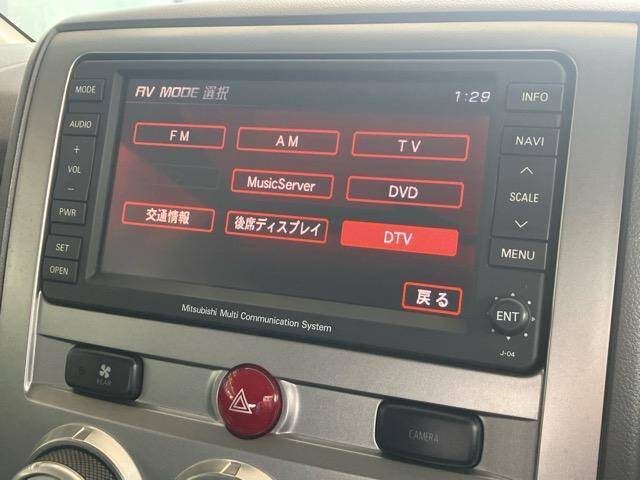 AV MODE 選択 1:29
FM AM TV
MusicServer DVD
交通情報 後席ディスプレイ DTV
戻る
MODE
AUDIO
+
VOL
−
PWR
SET
OPEN
INFO
NAVI
SCALE
MENU
ENT
J-04
Mitsubishi Multi Communication System
REAR
CAMERA